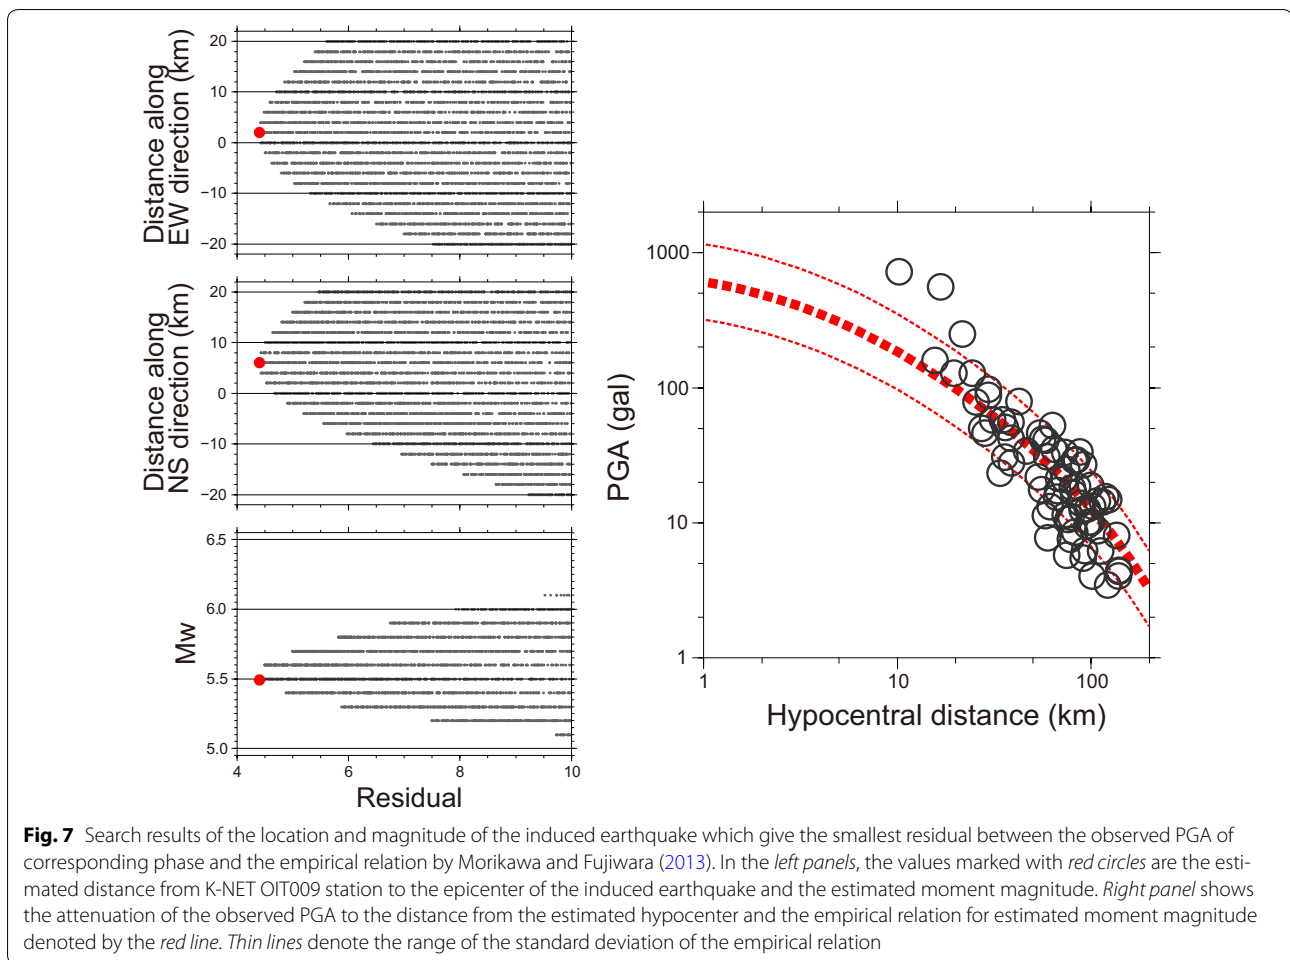 Distance along
EW direction (km)
20
10
0
−10
−20
Distance along
NS direction (km)
20
10
0
−10
−20
Mw
6.5
6.0
5.5
5.0
4
6
8
10
Residual
PGA (gal)
1000
100
10
1
1
10
100
Hypocentral distance (km)
Fig. 7 Search results of the location and magnitude of the induced earthquake which give the smallest residual between the observed PGA of
corresponding phase and the empirical relation by Morikawa and Fujiwara (2013). In the left panels, the values marked with red circles are the esti-
mated distance from K-NET OIT009 station to the epicenter of the induced earthquake and the estimated moment magnitude. Right panel shows
the attenuation of the observed PGA to the distance from the estimated hypocenter and the empirical relation for estimated moment magnitude
denoted by the red line. Thin lines denote the range of the standard deviation of the empirical relation